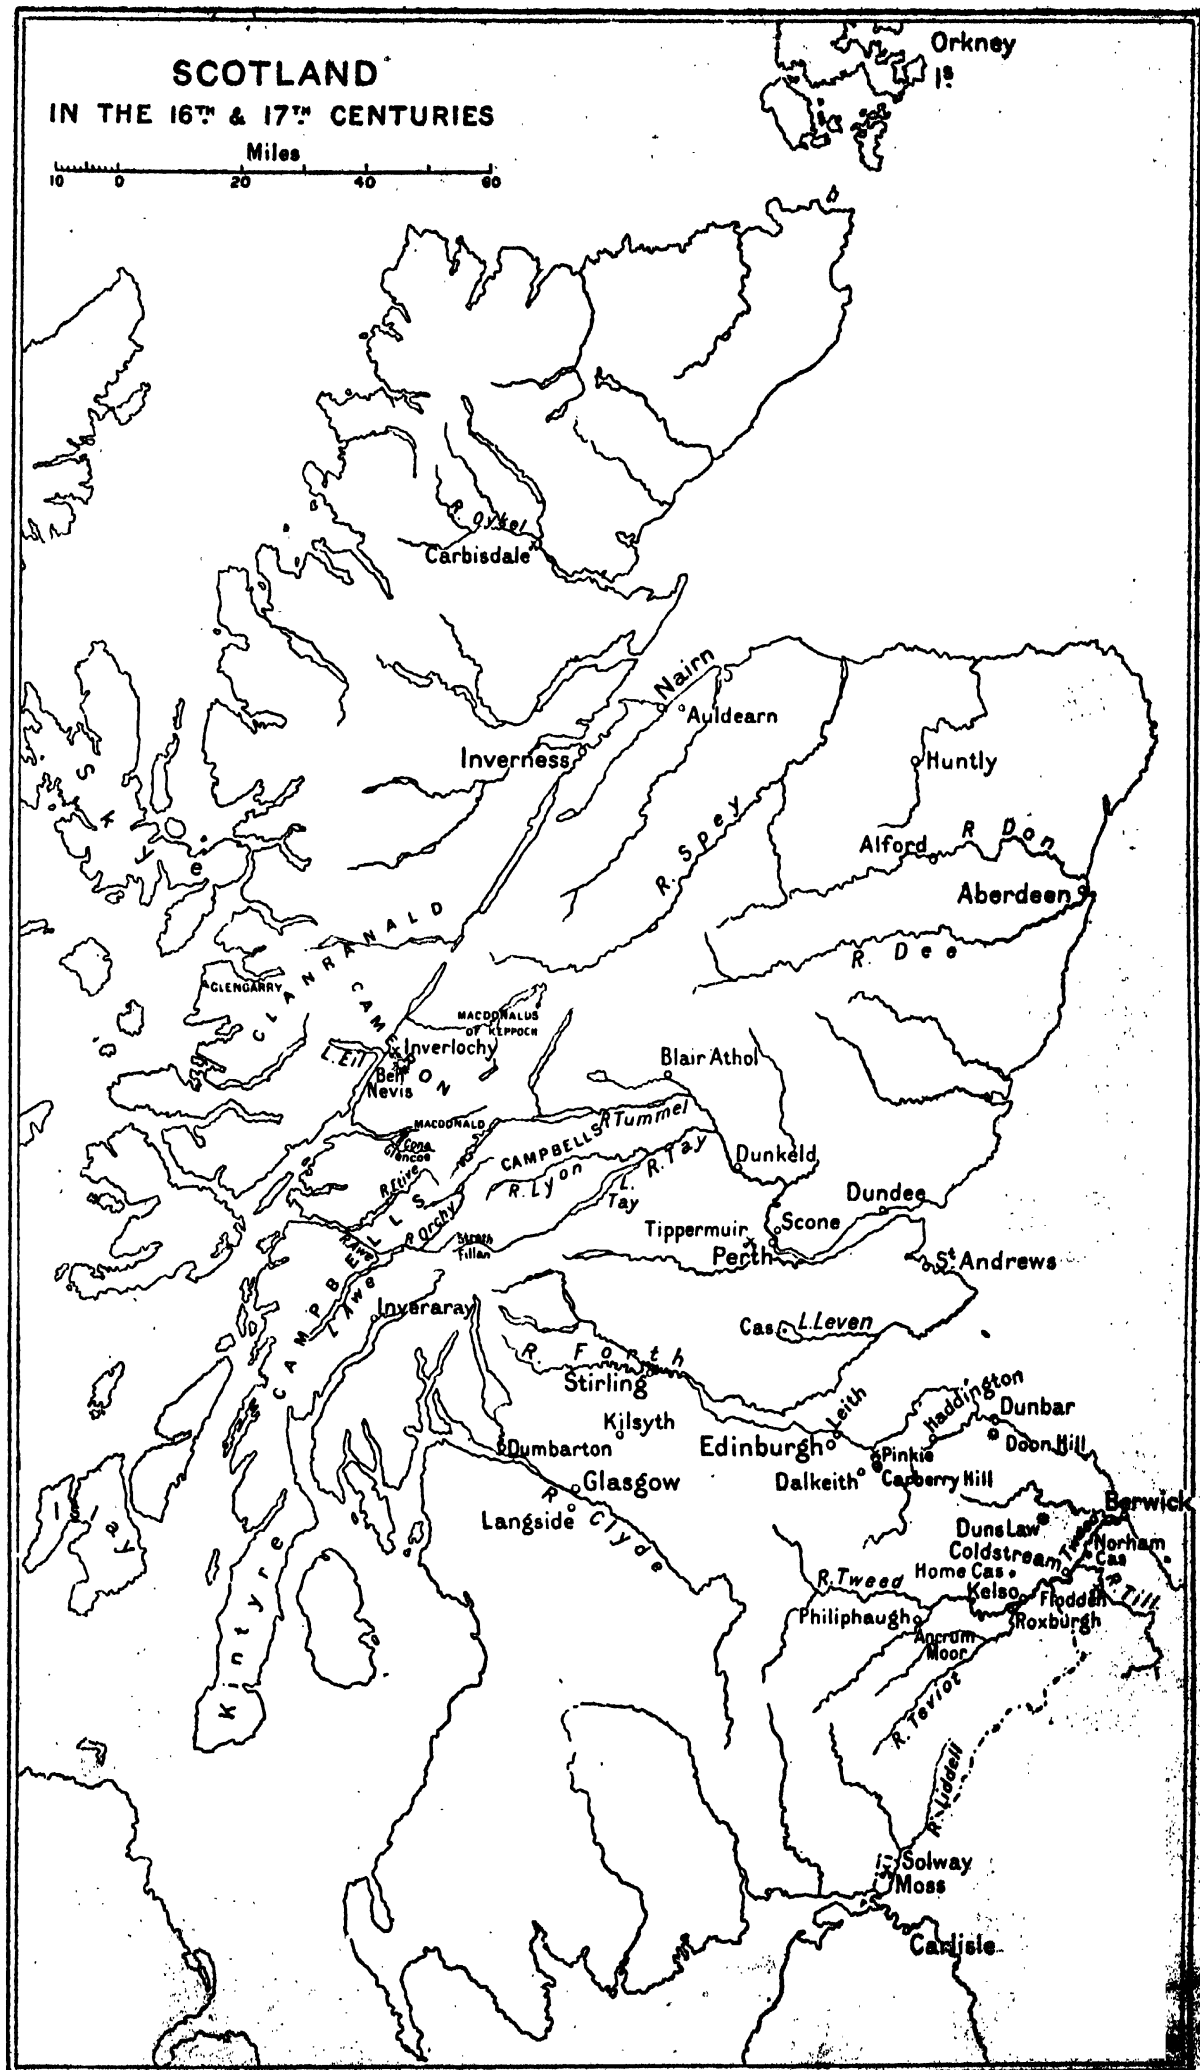 SCOTLAND
IN THE 16TH & 17TH CENTURIES
Miles
10 0 20 40 60
Orkney
Is
R. Oykel
Carbisdale
Nairn
Auldearn
Inverness
Huntly
Skye
R. Spey
Alford
R Don
Aberdeen
R. Dee
CLANRANALD
GLENGARRY
CAMERON
MACDONALDS
OF KEPPOCH
L. Eil
Inverlochy
Ben
Nevis
Blair Athol
MACDONALD
Cona
Glencoe
R Tummel
CAMPBELLS
R. Lyon
R. Tay
L.
Tay
Dunkeld
R. Etive
R Orchy
R Awe
Strath
Fillan
Dundee
Tippermuir
Scone
Perth
St. Andrews
CAMPBELLS
L Awe
Inveraray
Cas.
L. Leven
R. Forth
Stirling
Kilsyth
Leith
Haddington
Dunbar
Doon Hill
Dumbarton
Edinburgh
Pinkie
Dalkeith
Carberry Hill
Glasgow
Langside
R Clyde
Islay
Berwick
Duns Law
Tweed
Norham
Cas
Coldstream
Home Cas.
R. Tweed
Kelso
Flodden
R. Till
Philiphaugh
Roxburgh
Ancrum
Moor
Kintyre
R. Teviot
R. Liddell
Solway
Moss
Carlisle